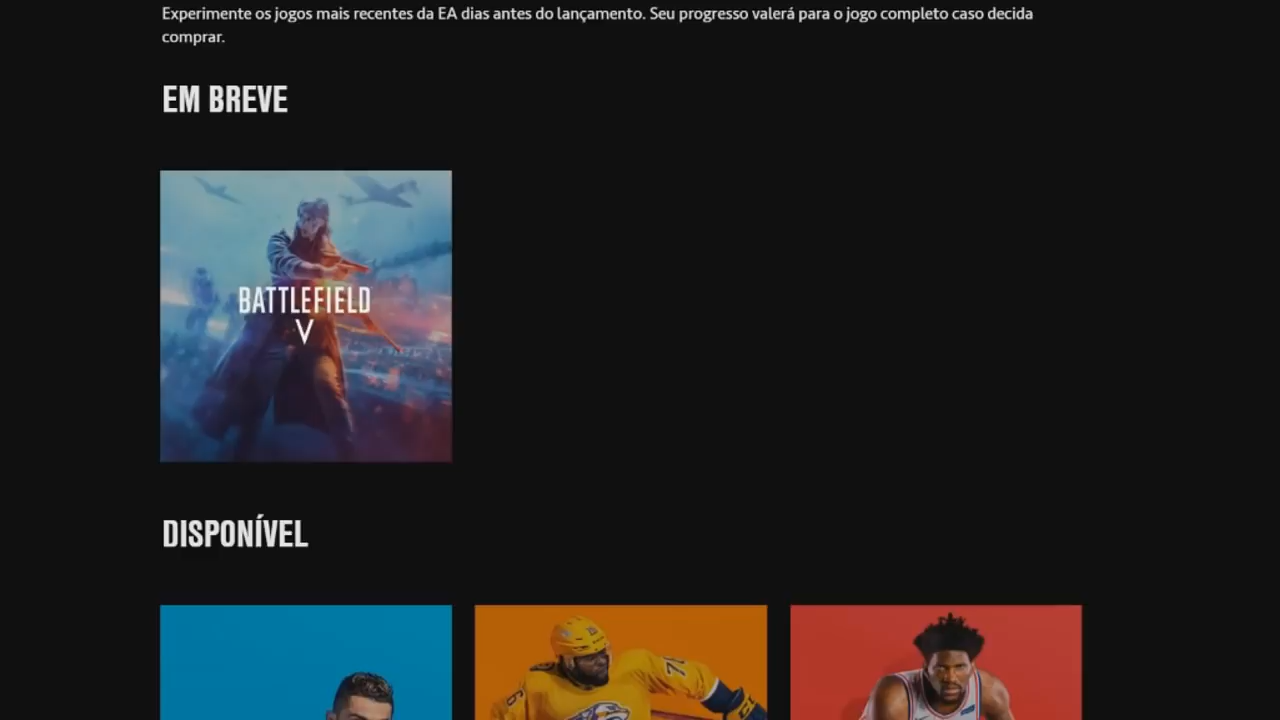 Experimente os jogos mais recentes da EA dias antes do lançamento. Seu progresso valerá para o jogo completo caso decida
comprar.
EM BREVE
BATTLEFIELD
V
DISPONÍVEL
76